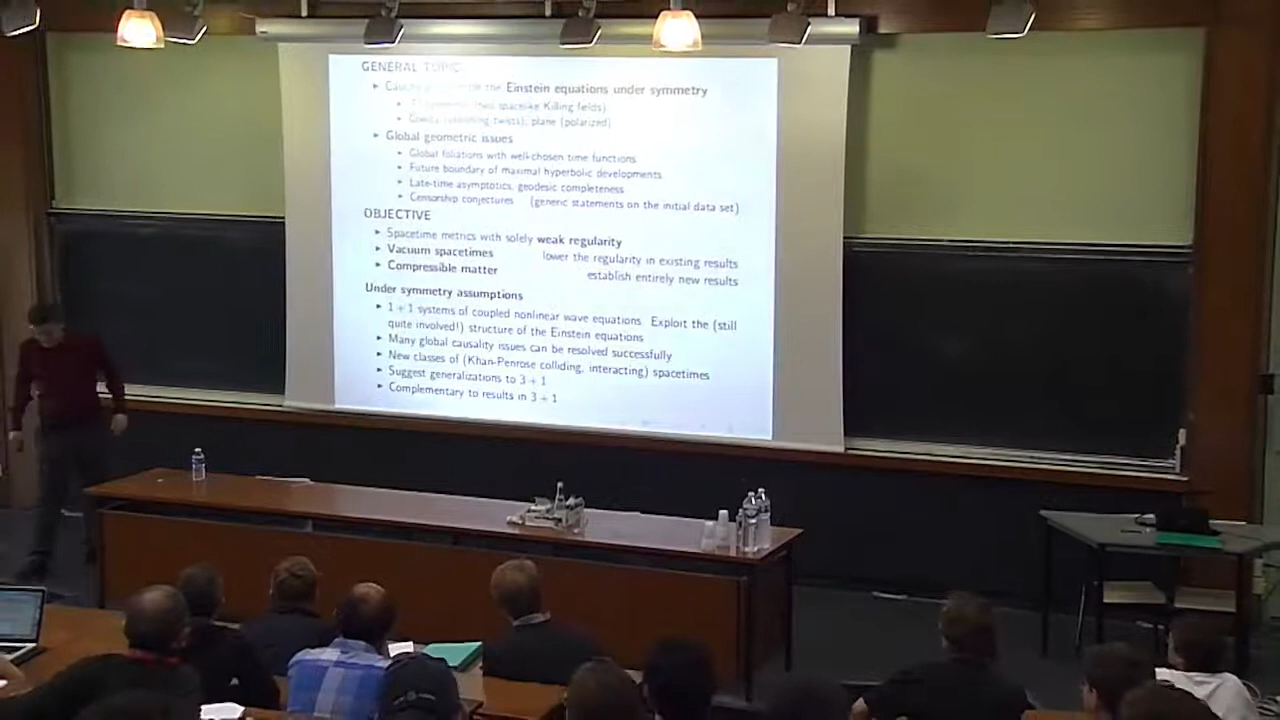 GENERAL TOPIC
▸ the Einstein equations under symmetry
▸ spacelike Killing fields)
▸ twists), plane (polarized)
▸ Global geometric issues
▸ Global foliations with well-chosen time functions
▸ Future boundary of maximal hyperbolic developments
▸ Late-time asymptotics, geodesic completeness
▸ Censorship conjectures (generic statements on the initial data set)
OBJECTIVE
▸ Spacetime metrics with solely weak regularity
▸ Vacuum spacetimes lower the regularity in existing results
▸ Compressible matter establish entirely new results
Under symmetry assumptions
▸ 1 + 1 systems of coupled nonlinear wave equations. Exploit the (still
quite involved!) structure of the Einstein equations
▸ Many global causality issues can be resolved successfully
▸ New classes of (Khan-Penrose colliding, interacting) spacetimes
▸ Suggest generalizations to 3 + 1
▸ Complementary to results in 3 + 1